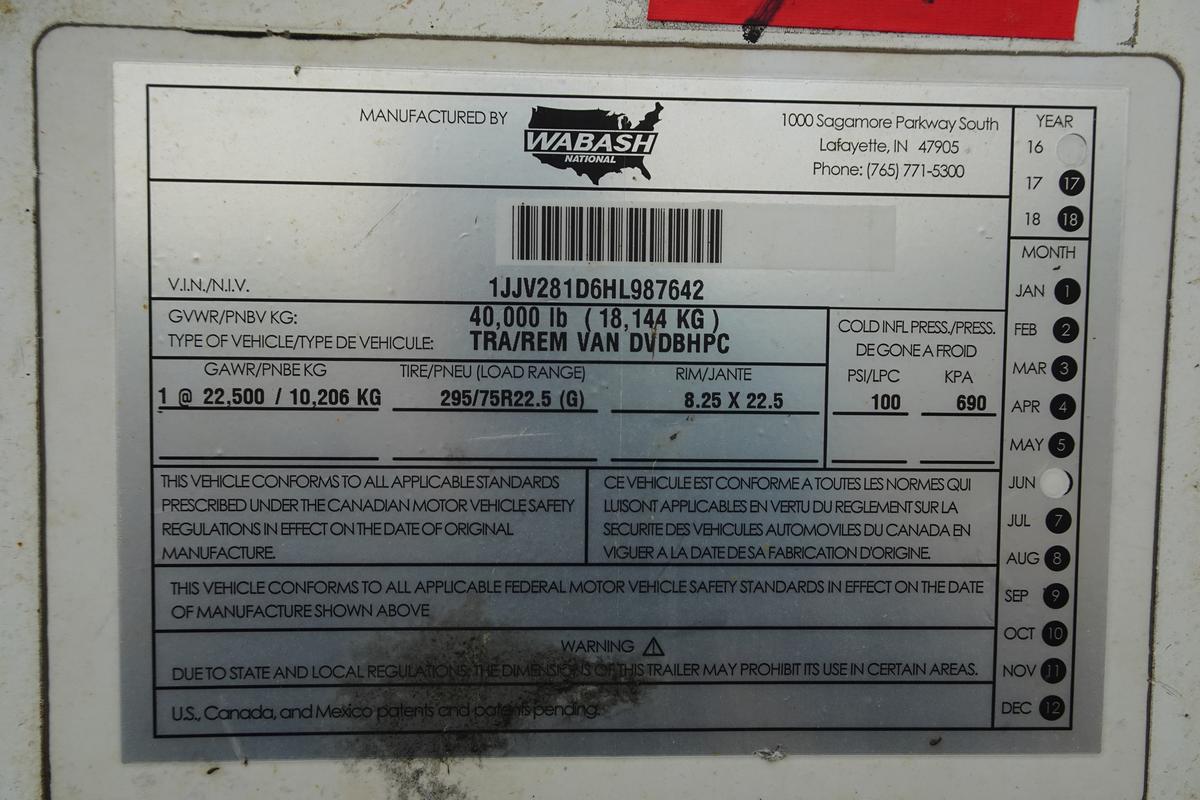 MANUFACTURED BY
WABASH
NATIONAL
1000 Sagamore Parkway South
Lafayette, IN 47905
Phone: (765) 771-5300
YEAR
16
17 17
18 18
V.I.N./N.I.V. 1JJV281D6HL987642
GVWR/PNBV KG: 40,000 lb ( 18,144 KG )
TYPE OF VEHICLE/TYPE DE VEHICULE: TRA/REM VAN DVDBHPC
COLD INFL PRESS./PRESS.
DE GONE A FROID
GAWR/PNBE KG TIRE/PNEU (LOAD RANGE) RIM/JANTE PSI/LPC KPA
1 @ 22,500 / 10,206 KG 295/75R22.5 (G) 8.25 X 22.5 100 690
THIS VEHICLE CONFORMS TO ALL APPLICABLE STANDARDS
PRESCRIBED UNDER THE CANADIAN MOTOR VEHICLE SAFETY
REGULATIONS IN EFFECT ON THE DATE OF ORIGINAL
MANUFACTURE.
CE VEHICULE EST CONFORME A TOUTES LES NORMES QUI
LUISONT APPLICABLES EN VERTU DU REGLEMENT SUR LA
SECURITE DES VEHICULES AUTOMOVILES DU CANADA EN
VIGUER A LA DATE DE SA FABRICATION D'ORIGINE.
THIS VEHICLE CONFORMS TO ALL APPLICABLE FEDERAL MOTOR VEHICLE SAFETY STANDARDS IN EFFECT ON THE DATE
OF MANUFACTURE SHOWN ABOVE
WARNING
DUE TO STATE AND LOCAL REGULATIONS; THE DIMENSIONS OF THIS TRAILER MAY PROHIBIT ITS USE IN CERTAIN AREAS.
U.S., Canada, and Mexico patents and patents pending.
MONTH
JAN 1
FEB 2
MAR 3
APR 4
MAY 5
JUN
JUL 7
AUG 8
SEP 9
OCT 10
NOV 11
DEC 12